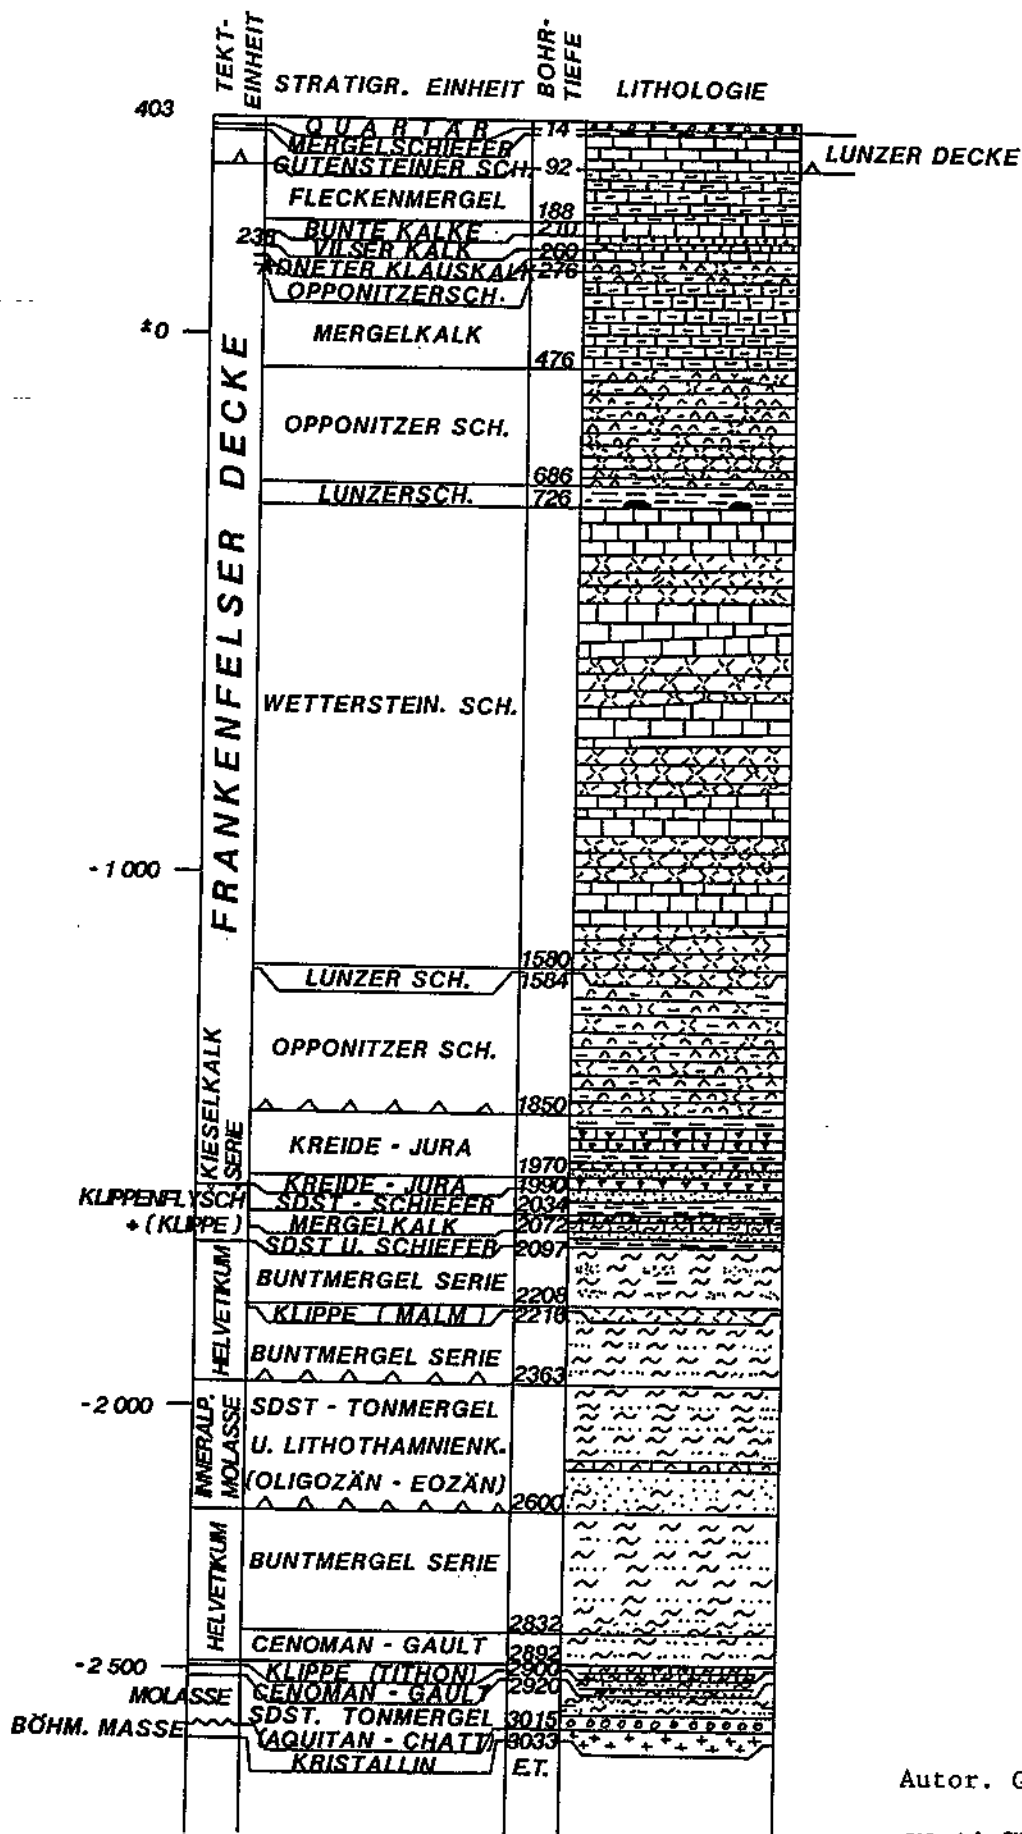 TEKT-EINHEIT
STRATIGR. EINHEIT
BOHR-TIEFE
LITHOLOGIE
403
QUARTÄR
14
MERGELSCHIEFER
LUNZER DECKE
GUTENSTEINER SCH.
92
FLECKENMERGEL
188
BUNTE KALKE
210
235
VILSER KALK
260
ADNETER KLAUSKALK
276
OPPONITZERSCH.
±0
MERGELKALK
476
FRANKENFELSER DECKE
OPPONITZER SCH.
686
LUNZERSCH.
726
WETTERSTEIN. SCH.
-1000
1580
LUNZER SCH.
1584
OPPONITZER SCH.
1850
KIESELKALK SERIE
KREIDE - JURA
1970
KREIDE - JURA
1990
KLIPPENFLYSCH
SDST - SCHIEFER
2034
+ (KLIPPE)
MERGELKALK
2072
SDST U. SCHIEFER
2097
HELVETIKUM
BUNTMERGEL SERIE
2208
KLIPPE (MALM)
2216
BUNTMERGEL SERIE
2363
-2000
INNERALP. MOLASSE
SDST - TONMERGEL
U. LITHOTHAMNIENK.
(OLIGOZÄN - EOZÄN)
2600
HELVETIKUM
BUNTMERGEL SERIE
2832
CENOMAN - GAULT
2892
-2500
KLIPPE (TITHON)
2900
CENOMAN - GAULT
2920
MOLASSE
SDST. TONMERGEL
3015
BÖHM. MASSE
(AQUITAN - CHATT)
3033
KRISTALLIN
E.T.
Autor. G